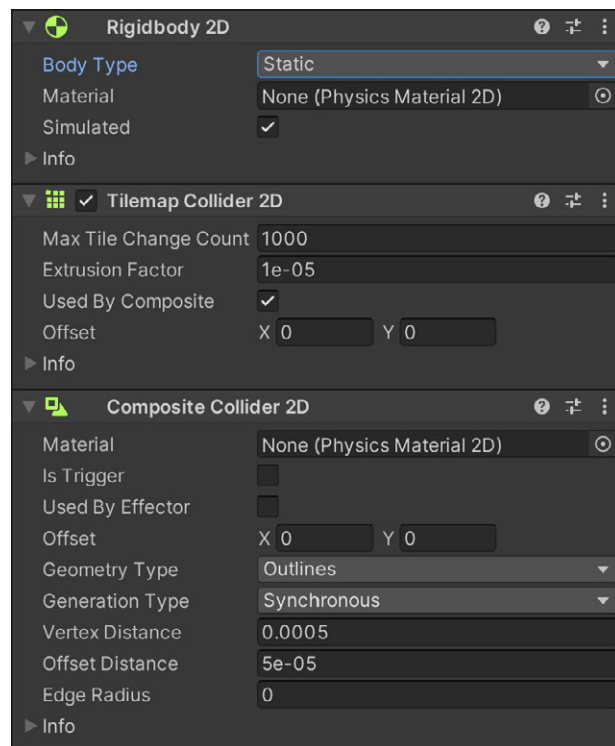 Rigidbody 2D
Body Type Static
Material None (Physics Material 2D)
Simulated
Info
Tilemap Collider 2D
Max Tile Change Count 1000
Extrusion Factor 1e-05
Used By Composite
Offset X 0 Y 0
Info
Composite Collider 2D
Material None (Physics Material 2D)
Is Trigger
Used By Effector
Offset X 0 Y 0
Geometry Type Outlines
Generation Type Synchronous
Vertex Distance 0.0005
Offset Distance 5e-05
Edge Radius 0
Info